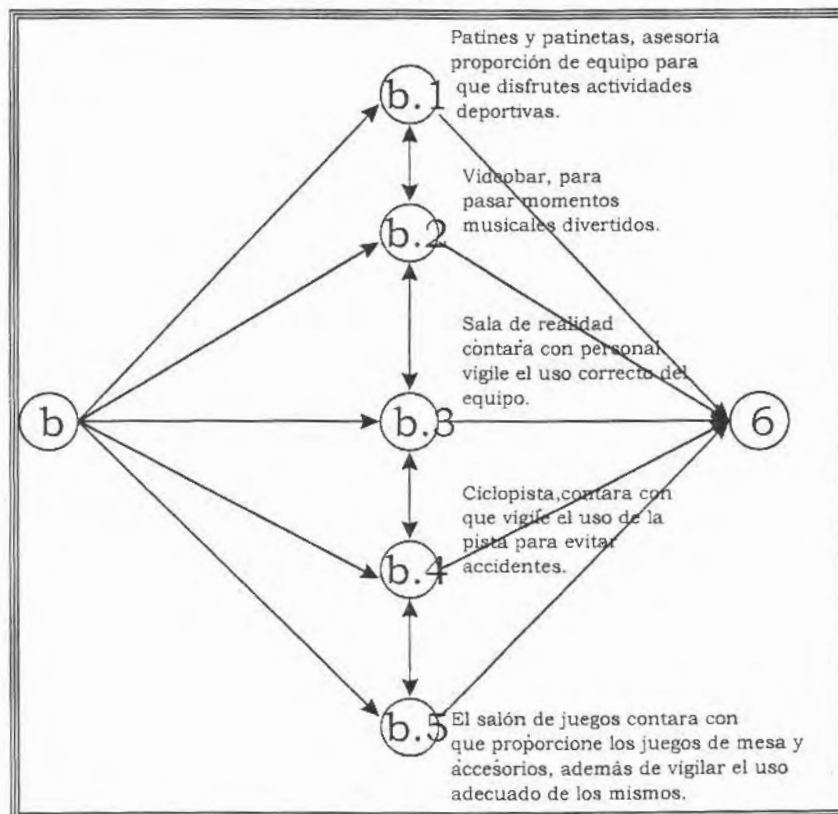 Patines y patinetas, asesoria
proporción de equipo para
que disfrutes actividades
deportivas.
b.1
Videobar, para
pasar momentos
musicales divertidos.
b.2
Sala de realidad
contara con personal
vigile el uso correcto del
equipo.
b
b.3
6
Ciclopista,contara con
que vigile el uso de la
pista para evitar
accidentes.
b.4
b.5
El salón de juegos contara con
que proporcione los juegos de mesa y
accesorios, además de vigilar el uso
adecuado de los mismos.